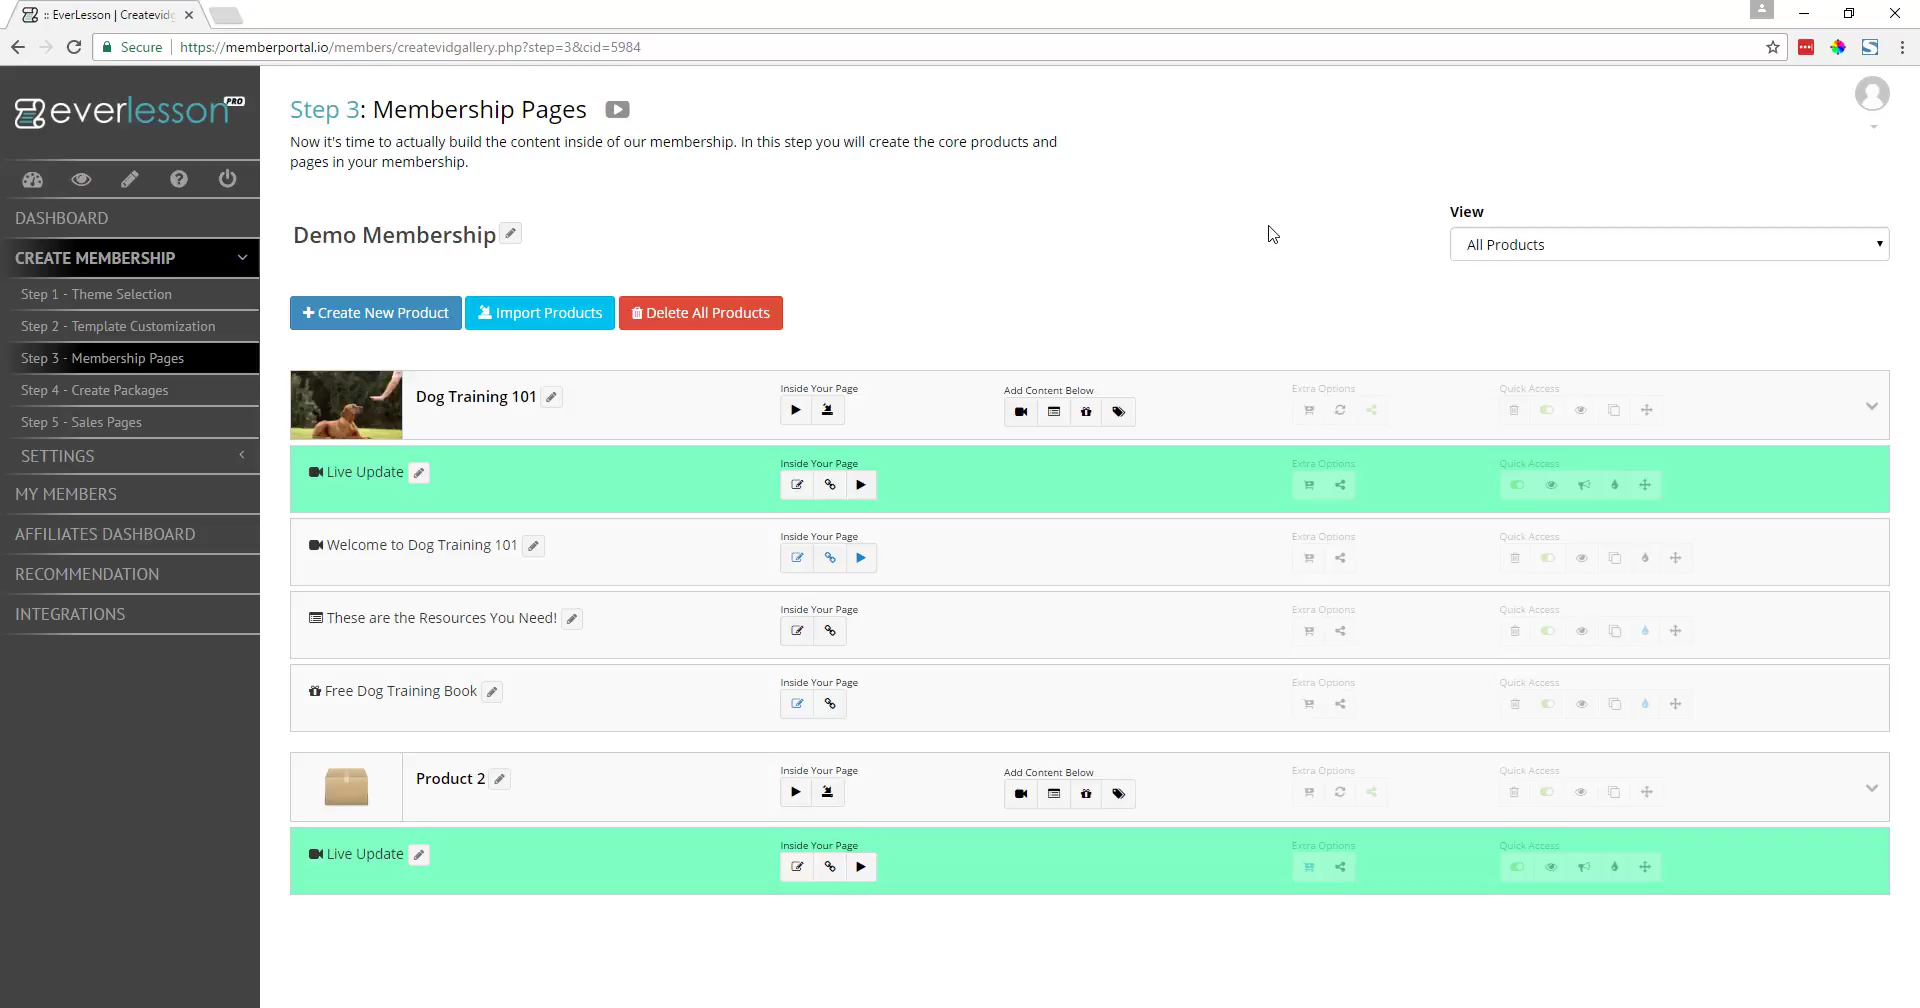 :: EverLesson | Createvidg
Secure
https://memberportal.io/members/createvidgallery.php?step=3&cid=5984
everlesson PRO
DASHBOARD
CREATE MEMBERSHIP
Step 1 - Theme Selection
Step 2 - Template Customization
Step 3 - Membership Pages
Step 4 - Create Packages
Step 5 - Sales Pages
SETTINGS
MY MEMBERS
AFFILIATES DASHBOARD
RECOMMENDATION
INTEGRATIONS
Step 3: Membership Pages
Now it's time to actually build the content inside of our membership. In this step you will create the core products and
pages in your membership.
Demo Membership
View
All Products
Create New Product
Import Products
Delete All Products
Dog Training 101
Inside Your Page
Add Content Below
Extra Options
Quick Access
Live Update
Inside Your Page
Extra Options
Quick Access
Welcome to Dog Training 101
Inside Your Page
Extra Options
Quick Access
These are the Resources You Need!
Inside Your Page
Extra Options
Quick Access
Free Dog Training Book
Inside Your Page
Extra Options
Quick Access
Product 2
Inside Your Page
Add Content Below
Extra Options
Quick Access
Live Update
Inside Your Page
Extra Options
Quick Access